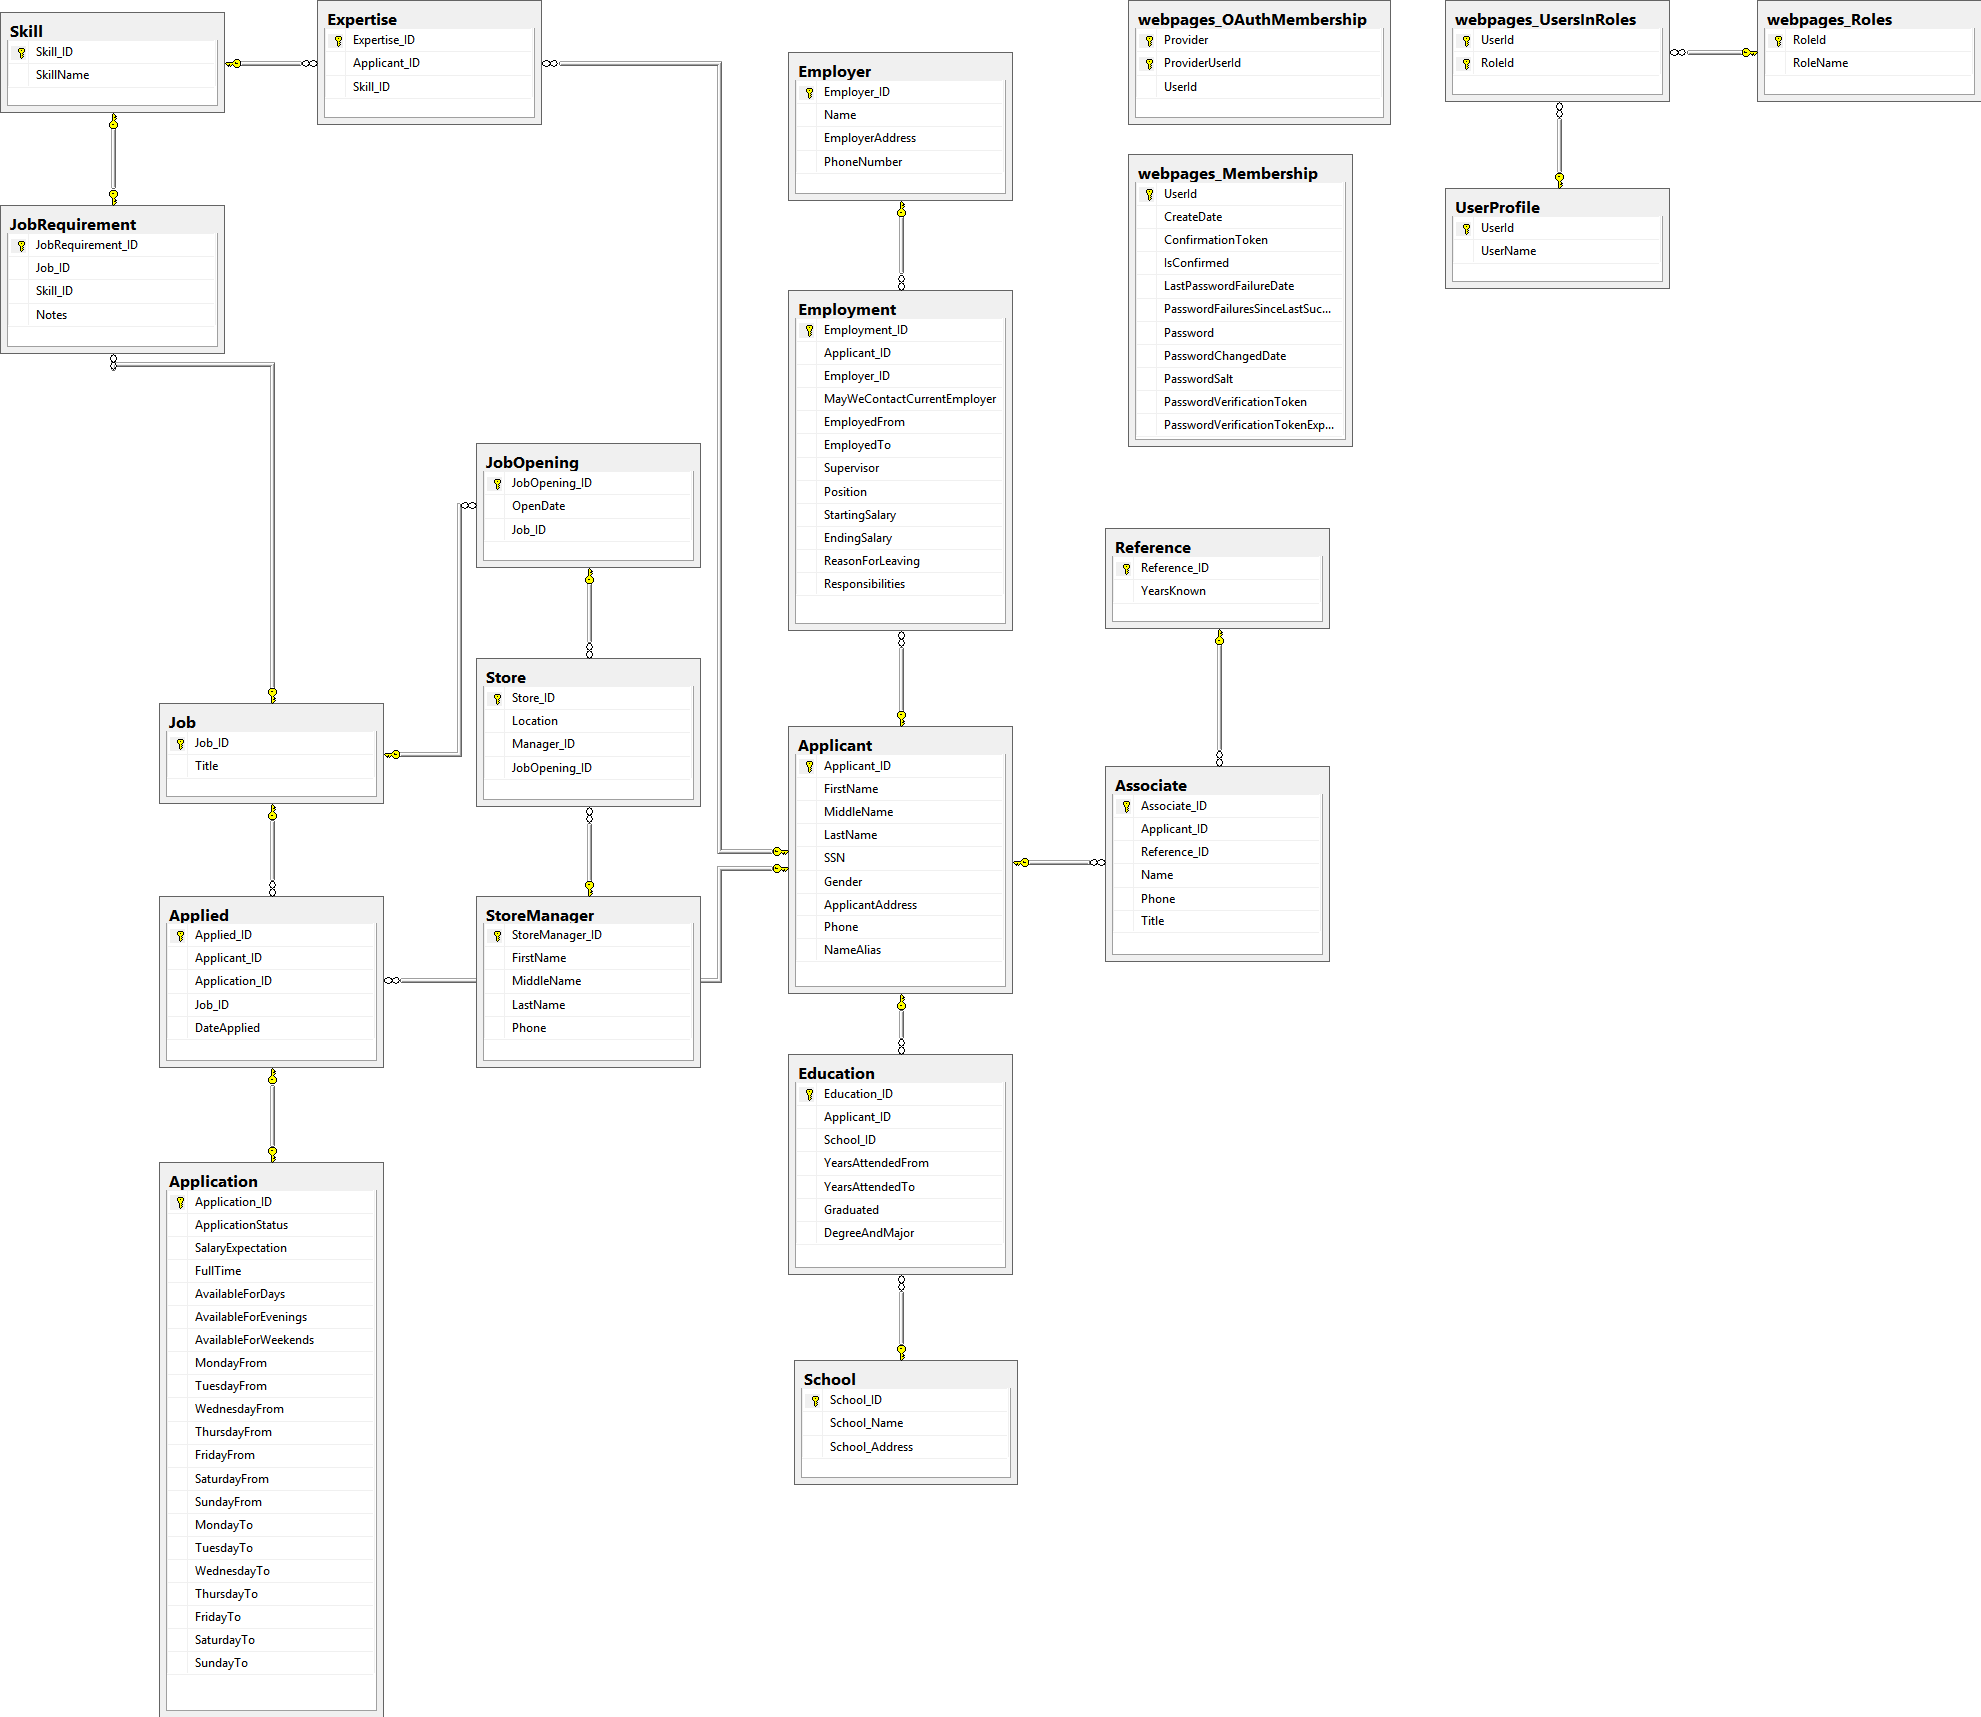 Skill
Skill_ID
SkillName
Expertise
Expertise_ID
Applicant_ID
Skill_ID
Employer
Employer_ID
Name
EmployerAddress
PhoneNumber
webpages_OAuthMembership
Provider
ProviderUserId
UserId
webpages_UsersInRoles
UserId
RoleId
webpages_Roles
RoleId
RoleName
webpages_Membership
UserId
CreateDate
ConfirmationToken
IsConfirmed
LastPasswordFailureDate
PasswordFailuresSinceLastSuc...
Password
PasswordChangedDate
PasswordSalt
PasswordVerificationToken
PasswordVerificationTokenExp...
UserProfile
UserId
UserName
JobRequirement
JobRequirement_ID
Job_ID
Skill_ID
Notes
Employment
Employment_ID
Applicant_ID
Employer_ID
MayWeContactCurrentEmployer
EmployedFrom
EmployedTo
Supervisor
Position
StartingSalary
EndingSalary
ReasonForLeaving
Responsibilities
JobOpening
JobOpening_ID
OpenDate
Job_ID
Reference
Reference_ID
YearsKnown
Store
Store_ID
Location
Manager_ID
JobOpening_ID
Job
Job_ID
Title
Applicant
Applicant_ID
FirstName
MiddleName
LastName
SSN
Gender
ApplicantAddress
Phone
NameAlias
Associate
Associate_ID
Applicant_ID
Reference_ID
Name
Phone
Title
Applied
Applied_ID
Applicant_ID
Application_ID
Job_ID
DateApplied
StoreManager
StoreManager_ID
FirstName
MiddleName
LastName
Phone
Education
Education_ID
Applicant_ID
School_ID
YearsAttendedFrom
YearsAttendedTo
Graduated
DegreeAndMajor
Application
Application_ID
ApplicationStatus
SalaryExpectation
FullTime
AvailableForDays
AvailableForEvenings
AvailableForWeekends
MondayFrom
TuesdayFrom
WednesdayFrom
ThursdayFrom
FridayFrom
SaturdayFrom
SundayFrom
MondayTo
TuesdayTo
WednesdayTo
ThursdayTo
FridayTo
SaturdayTo
SundayTo
School
School_ID
School_Name
School_Address